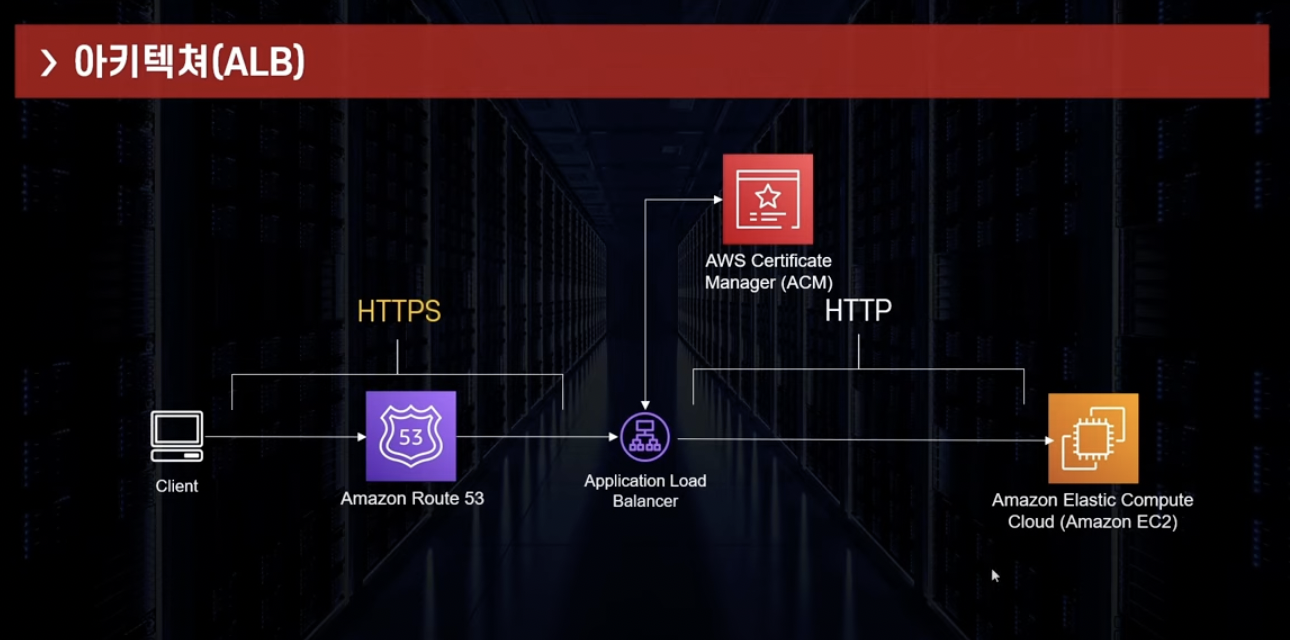 > 아키텍쳐(ALB)
AWS Certificate
Manager (ACM)
HTTPS
HTTP
53
Client
Amazon Route 53
Application Load
Balancer
Amazon Elastic Compute
Cloud (Amazon EC2)